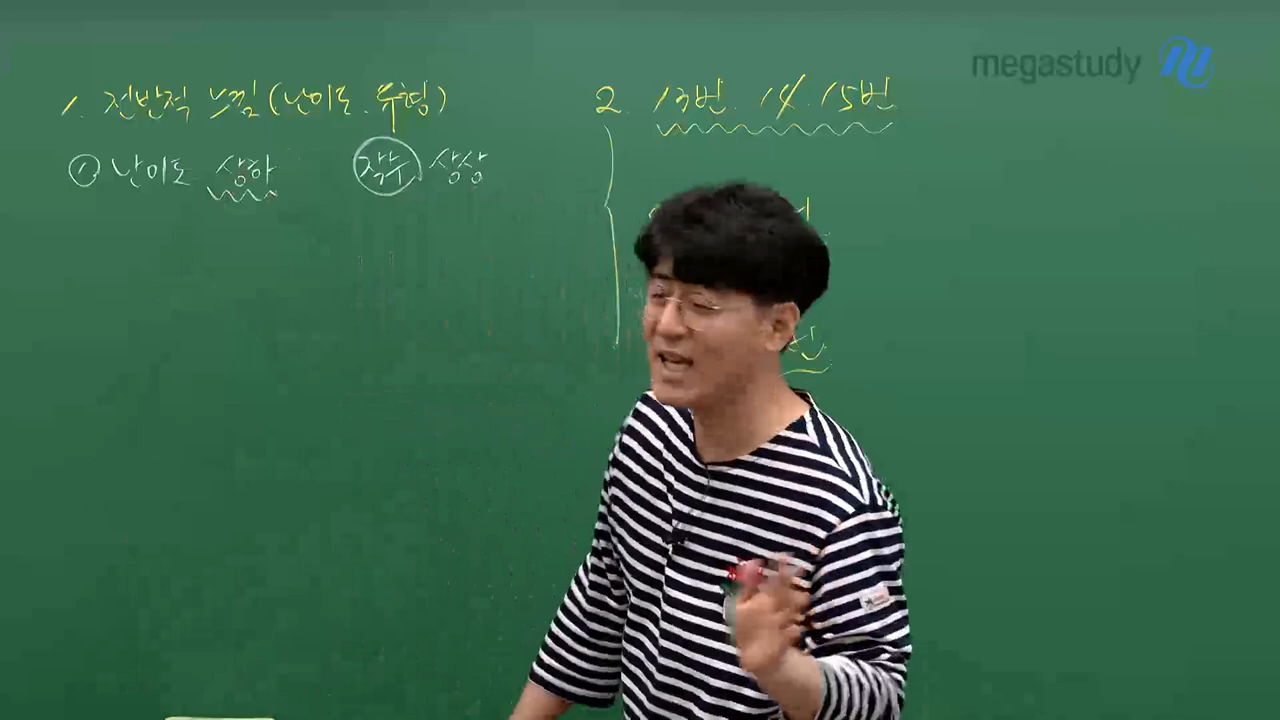 megastudy
1. 전반적 느낌 (난이도. 유형)
① 난이도 상하 작수 상상
2. 13번. 14. 15번